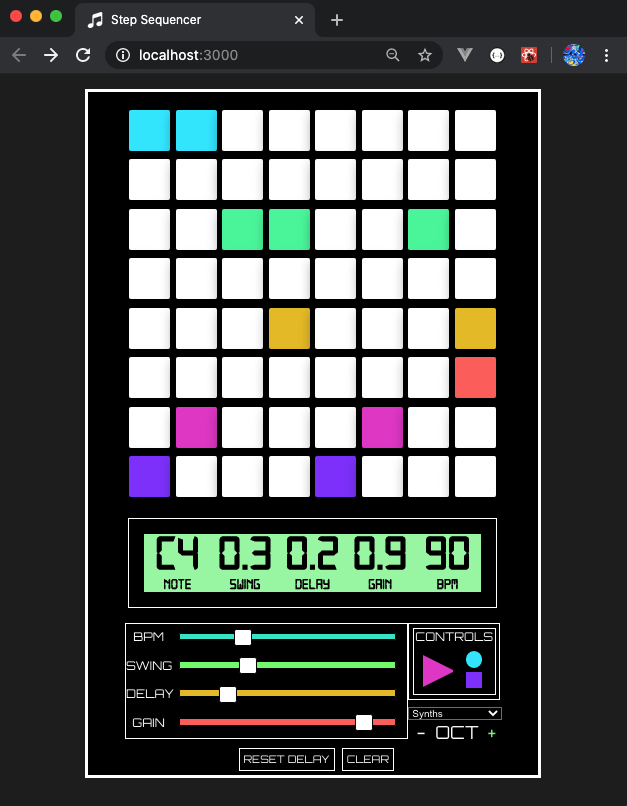 Step Sequencer
localhost:3000
C4 0.3 0.2 0.9 90
NOTE SWING DELAY GAIN BPM
BPM
SWING
DELAY
GAIN
CONTROLS
Synths
- OCT +
RESET DELAY CLEAR